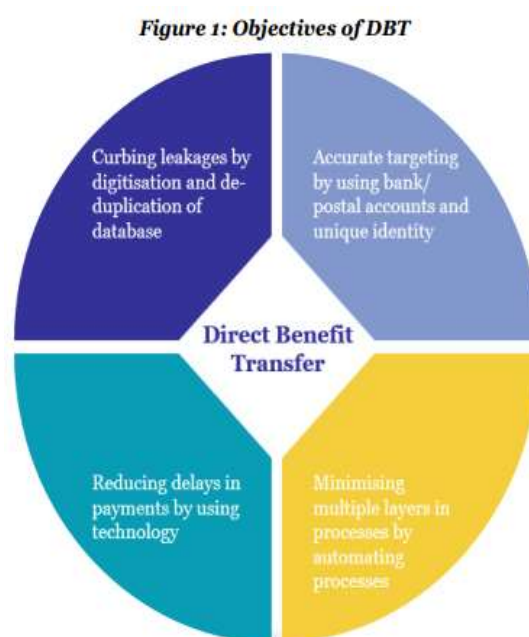 Figure 1: Objectives of DBT
Curbing leakages by
digitisation and de-
duplication of
database
Accurate targeting
by using bank/
postal accounts and
unique identity
Direct Benefit
Transfer
Reducing delays in
payments by using
technology
Minimising
multiple layers in
processes by
automating
processes